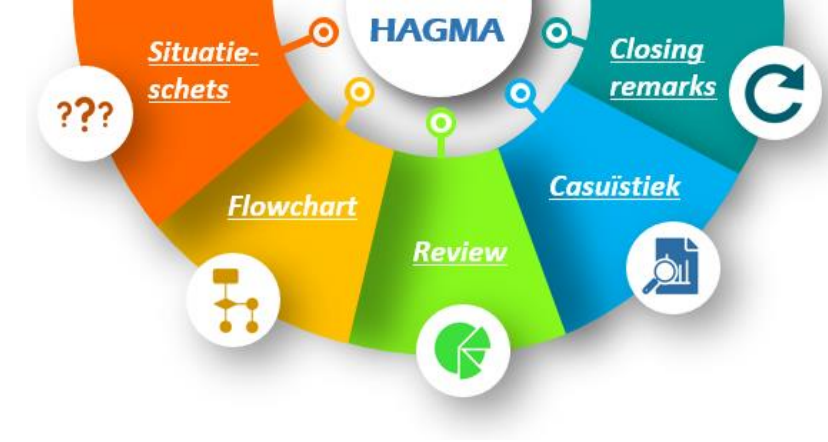 HAGMA
Situatie-
schets
???
Flowchart
Review
Casuïstiek
Closing
remarks